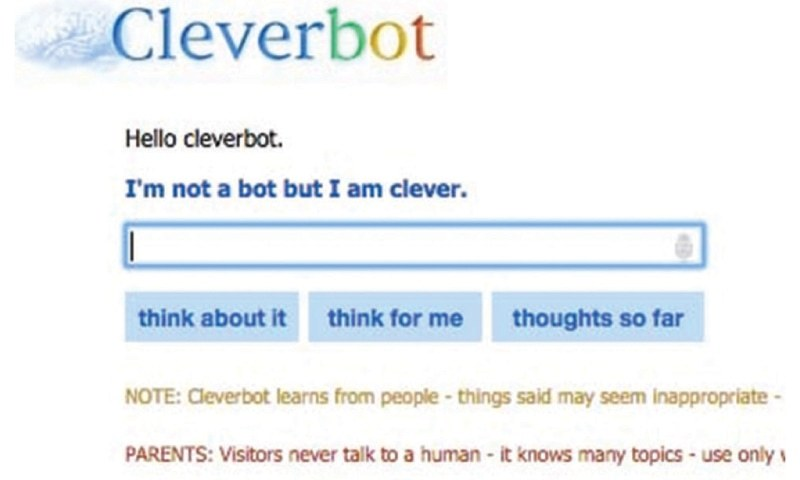 Cleverbot
Hello cleverbot.
I'm not a bot but I am clever.
think about it think for me thoughts so far
NOTE: Cleverbot learns from people - things said may seem inappropriate -
PARENTS: Visitors never talk to a human - it knows many topics - use only